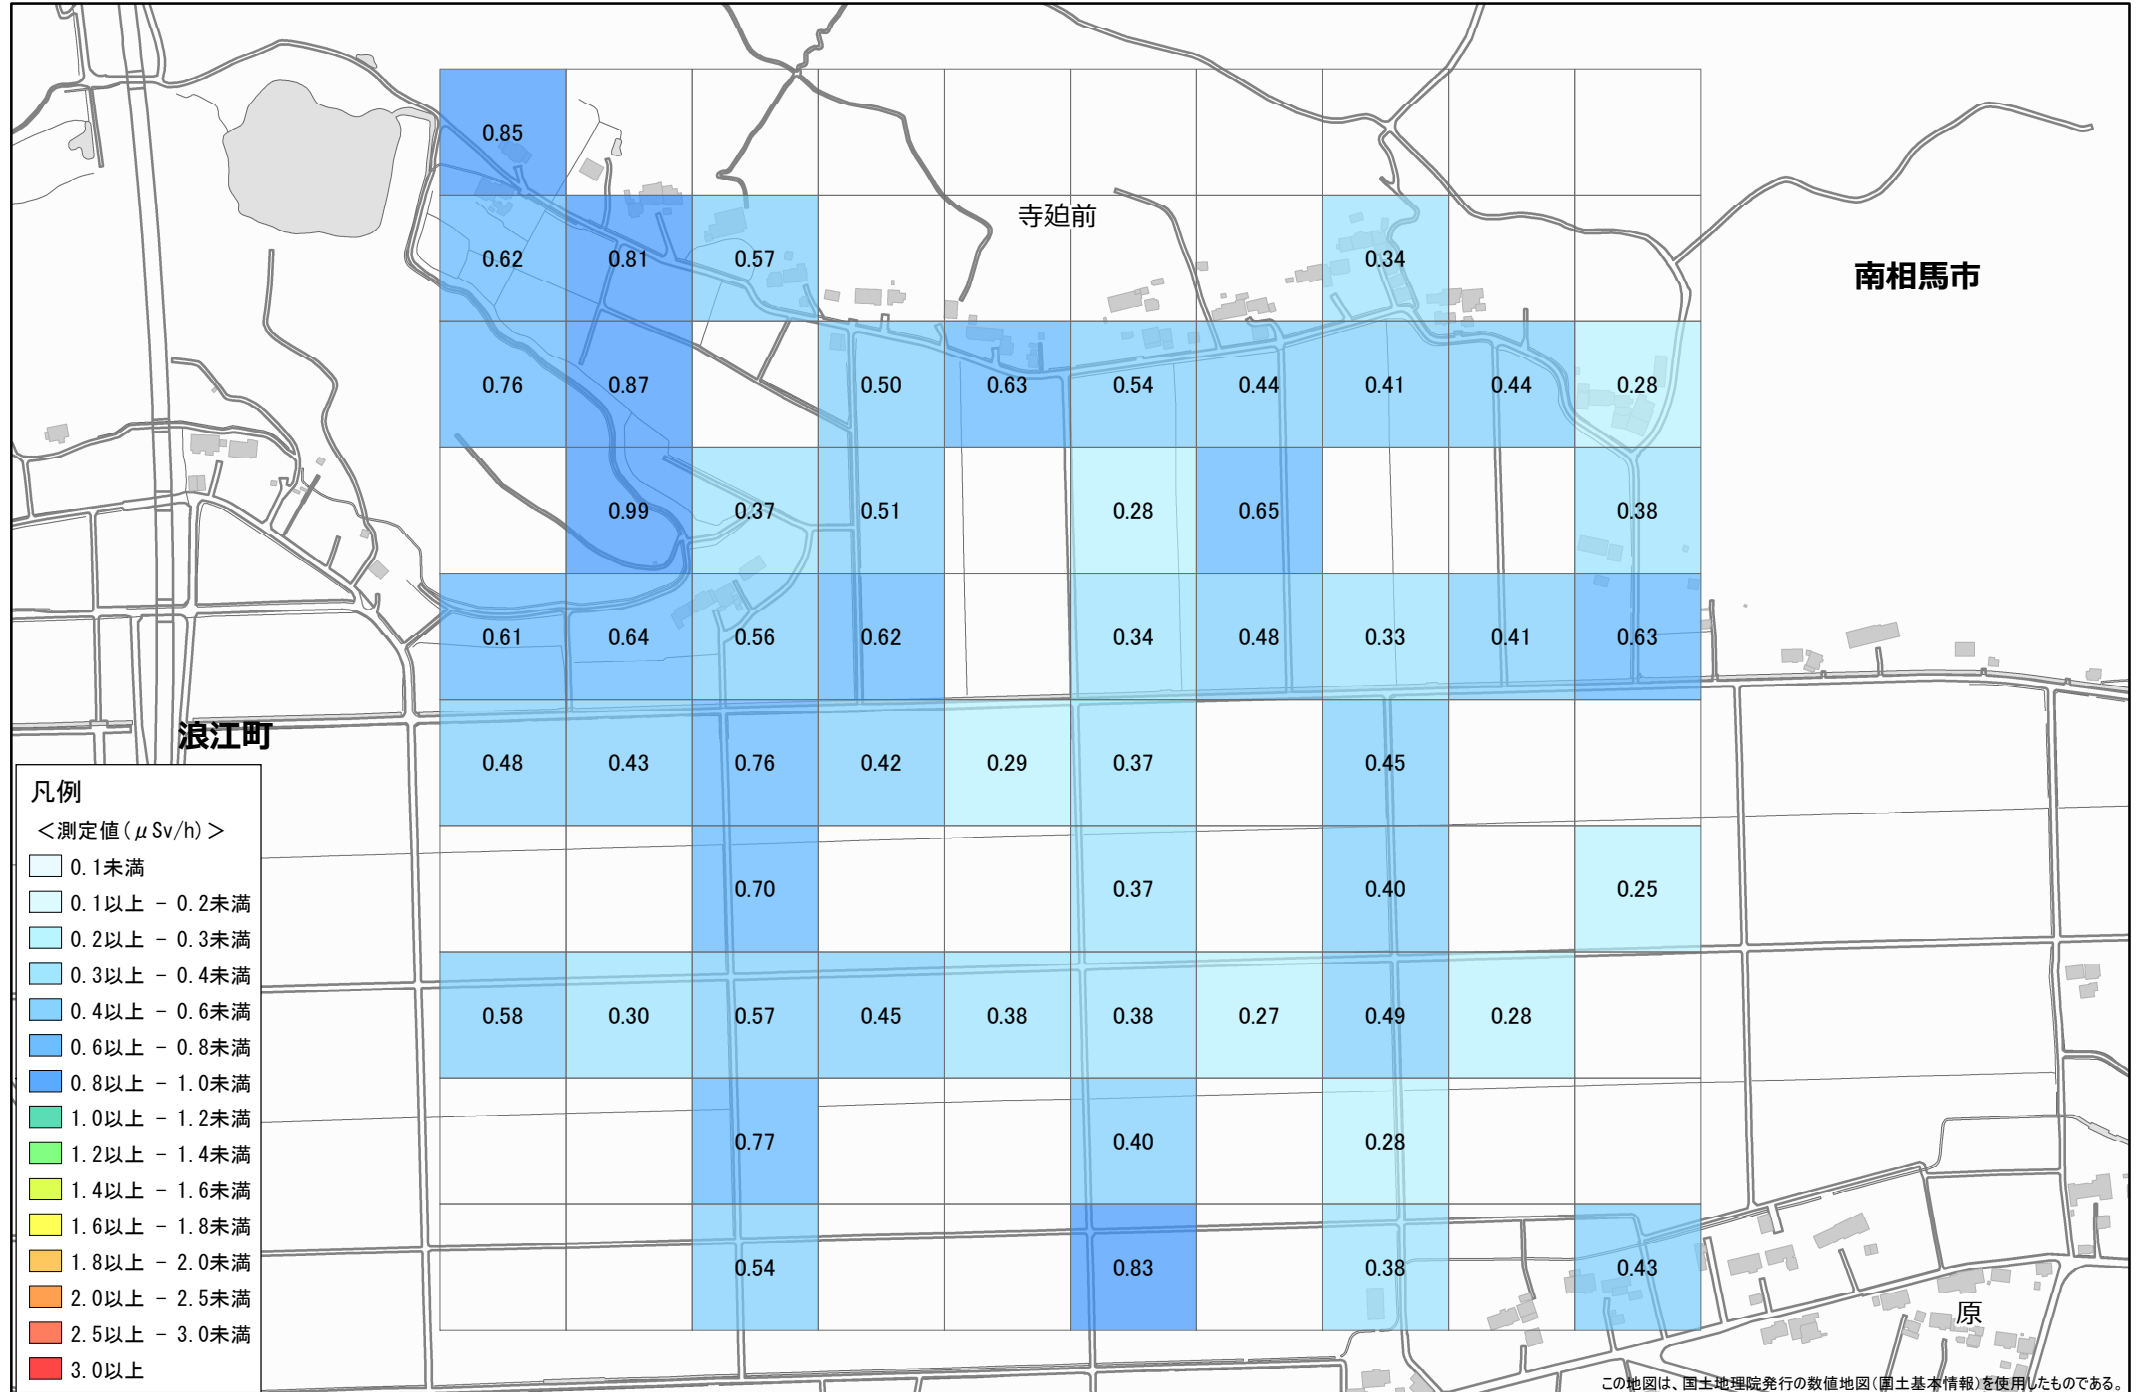 0.85
寺廹前
0.62 0.81 0.57 0.34
南相馬市
0.76 0.87 0.50 0.63 0.54 0.44 0.41 0.44 0.28
0.99 0.37 0.51 0.28 0.65 0.38
0.61 0.64 0.56 0.62 0.34 0.48 0.33 0.41 0.63
浪江町
0.48 0.43 0.76 0.42 0.29 0.37 0.45
0.70 0.37 0.40 0.25
0.58 0.30 0.57 0.45 0.38 0.38 0.27 0.49 0.28
0.77 0.40 0.28
0.54 0.83 0.38 0.43
原
凡例
＜測定値(μSv/h)＞
0.1未満
0.1以上 - 0.2未満
0.2以上 - 0.3未満
0.3以上 - 0.4未満
0.4以上 - 0.6未満
0.6以上 - 0.8未満
0.8以上 - 1.0未満
1.0以上 - 1.2未満
1.2以上 - 1.4未満
1.4以上 - 1.6未満
1.6以上 - 1.8未満
1.8以上 - 2.0未満
2.0以上 - 2.5未満
2.5以上 - 3.0未満
3.0以上
この地図は、国土地理院発行の数値地図(国土基本情報)を使用したものである。